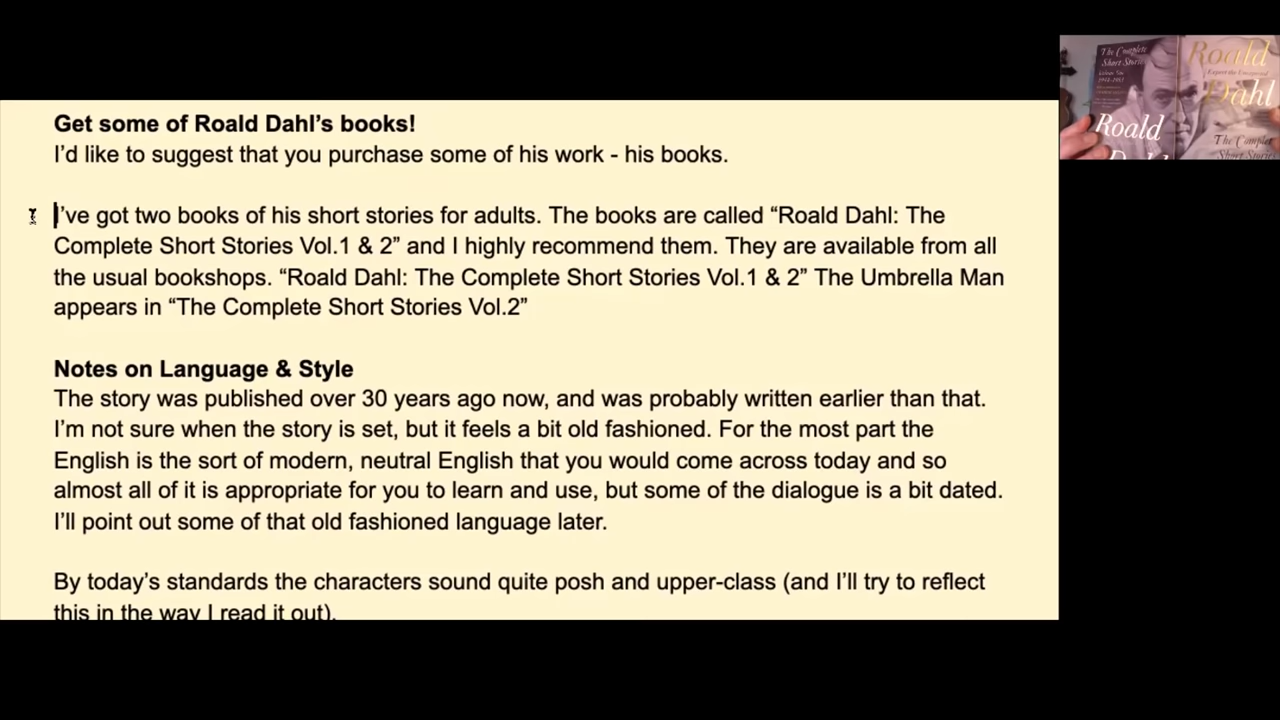 Get some of Roald Dahl’s books!
I’d like to suggest that you purchase some of his work - his books.
I’ve got two books of his short stories for adults. The books are called “Roald Dahl: The
Complete Short Stories Vol.1 & 2” and I highly recommend them. They are available from all
the usual bookshops. “Roald Dahl: The Complete Short Stories Vol.1 & 2” The Umbrella Man
appears in “The Complete Short Stories Vol.2”
Notes on Language & Style
The story was published over 30 years ago now, and was probably written earlier than that.
I’m not sure when the story is set, but it feels a bit old fashioned. For the most part the
English is the sort of modern, neutral English that you would come across today and so
almost all of it is appropriate for you to learn and use, but some of the dialogue is a bit dated.
I’ll point out some of that old fashioned language later.
By today’s standards the characters sound quite posh and upper-class (and I’ll try to reflect
this in the way I read it out).
The Complete
Short Stories
Roald
Dahl
Roald
Dahl
The Complete
Short Stories